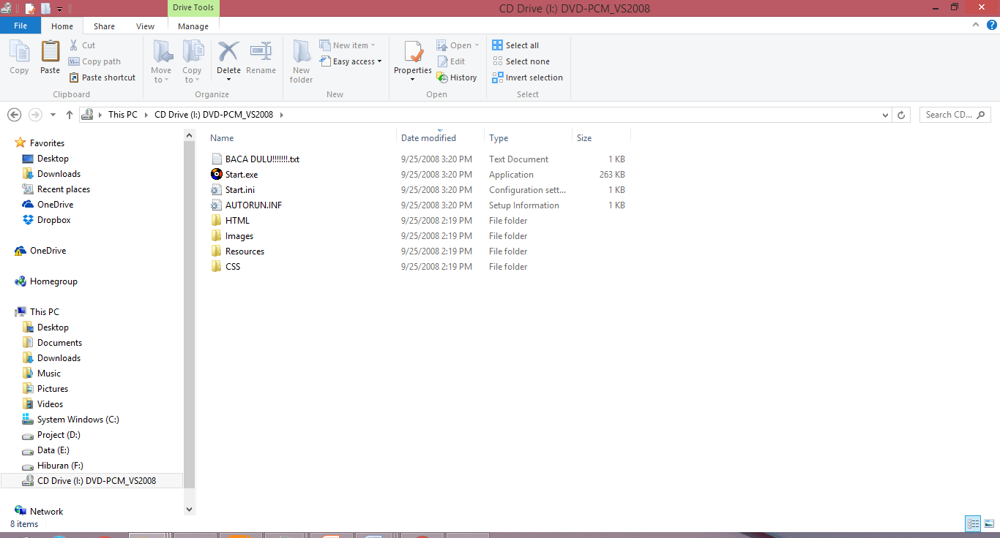 CD Drive (I:) DVD-PCM_VS2008
Drive Tools
File Home Share View Manage
Copy
Paste
Cut
Copy path
Paste shortcut
Clipboard
Move to
Copy to
Delete
Rename
Organize
New folder
New item
Easy access
New
Properties
Open
Edit
History
Open
Select all
Select none
Invert selection
Select
This PC CD Drive (I:) DVD-PCM_VS2008
Search CD...
Favorites
Desktop
Downloads
Recent places
OneDrive
Dropbox
OneDrive
Homegroup
This PC
Desktop
Documents
Downloads
Music
Pictures
Videos
System Windows (C:)
Project (D:)
Data (E:)
Hiburan (F:)
CD Drive (I:) DVD-PCM_VS2008
Network
Name Date modified Type Size
BACA DULU!!!!!!!.txt 9/25/2008 3:20 PM Text Document 1 KB
Start.exe 9/25/2008 3:20 PM Application 263 KB
Start.ini 9/25/2008 3:20 PM Configuration sett... 1 KB
AUTORUN.INF 9/25/2008 3:20 PM Setup Information 1 KB
HTML 9/25/2008 2:19 PM File folder
Images 9/25/2008 2:19 PM File folder
Resources 9/25/2008 2:19 PM File folder
CSS 9/25/2008 2:19 PM File folder
8 items